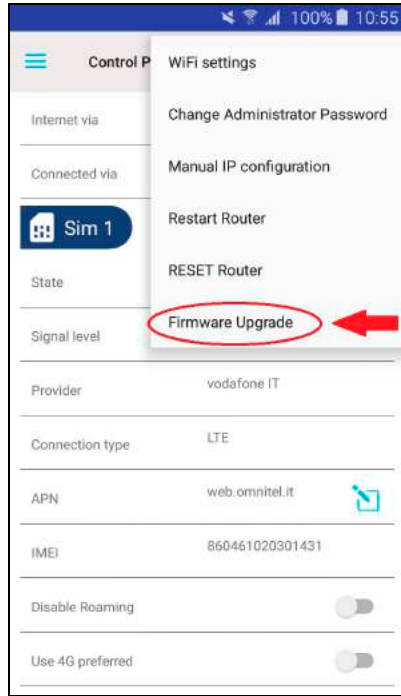 100% 10:55
Control P
WiFi settings
Internet via
Change Administrator Password
Connected via
Manual IP configuration
Sim 1
Restart Router
State
RESET Router
Signal level
Firmware Upgrade
Provider vodafone IT
Connection type LTE
APN web.omnitel.it
IMEI 860461020301431
Disable Roaming
Use 4G preferred